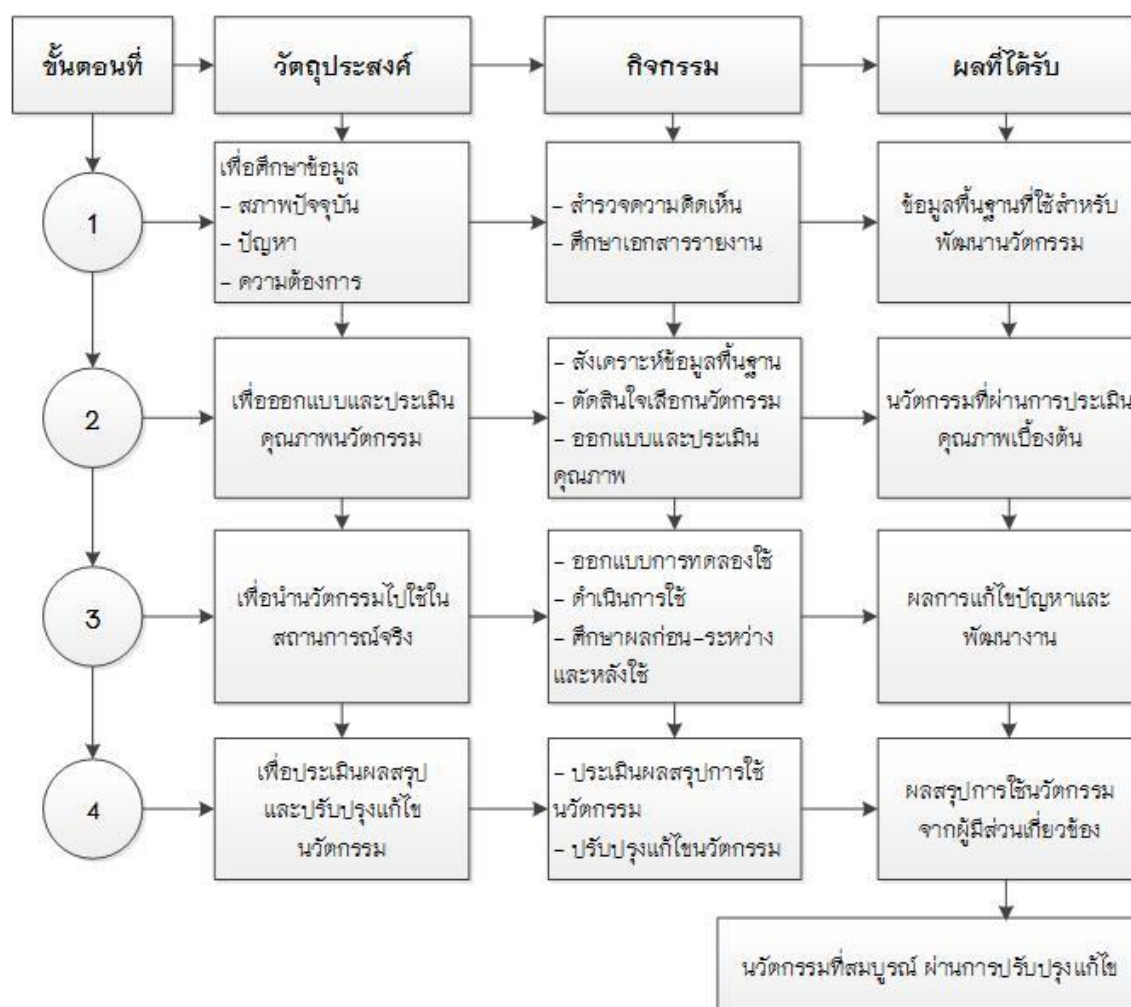 ขั้นตอนที่
วัตถุประสงค์
กิจกรรม
ผลที่ได้รับ
1
เพื่อศึกษาข้อมูล
- สภาพปัจจุบัน
- ปัญหา
- ความต้องการ
- สำรวจความคิดเห็น
- ศึกษาเอกสารรายงาน
ข้อมูลพื้นฐานที่ใช้สำหรับ
พัฒนานวัตกรรม
2
เพื่อออกแบบและประเมิน
คุณภาพนวัตกรรม
- สังเคราะห์ข้อมูลพื้นฐาน
- ตัดสินใจเลือกนวัตกรรม
- ออกแบบและประเมิน
คุณภาพ
นวัตกรรมที่ผ่านการประเมิน
คุณภาพเบื้องต้น
3
เพื่อนำนวัตกรรมไปใช้ใน
สถานการณ์จริง
- ออกแบบการทดลองใช้
- ดำเนินการใช้
- ศึกษาผลก่อน-ระหว่าง
และหลังใช้
ผลการแก้ไขปัญหาและ
พัฒนางาน
4
เพื่อประเมินผลสรุป
และปรับปรุงแก้ไข
นวัตกรรม
- ประเมินผลสรุปการใช้
นวัตกรรม
- ปรับปรุงแก้ไขนวัตกรรม
ผลสรุปการใช้นวัตกรรม
จากผู้มีส่วนเกี่ยวข้อง
นวัตกรรมที่สมบูรณ์ ผ่านการปรับปรุงแก้ไข